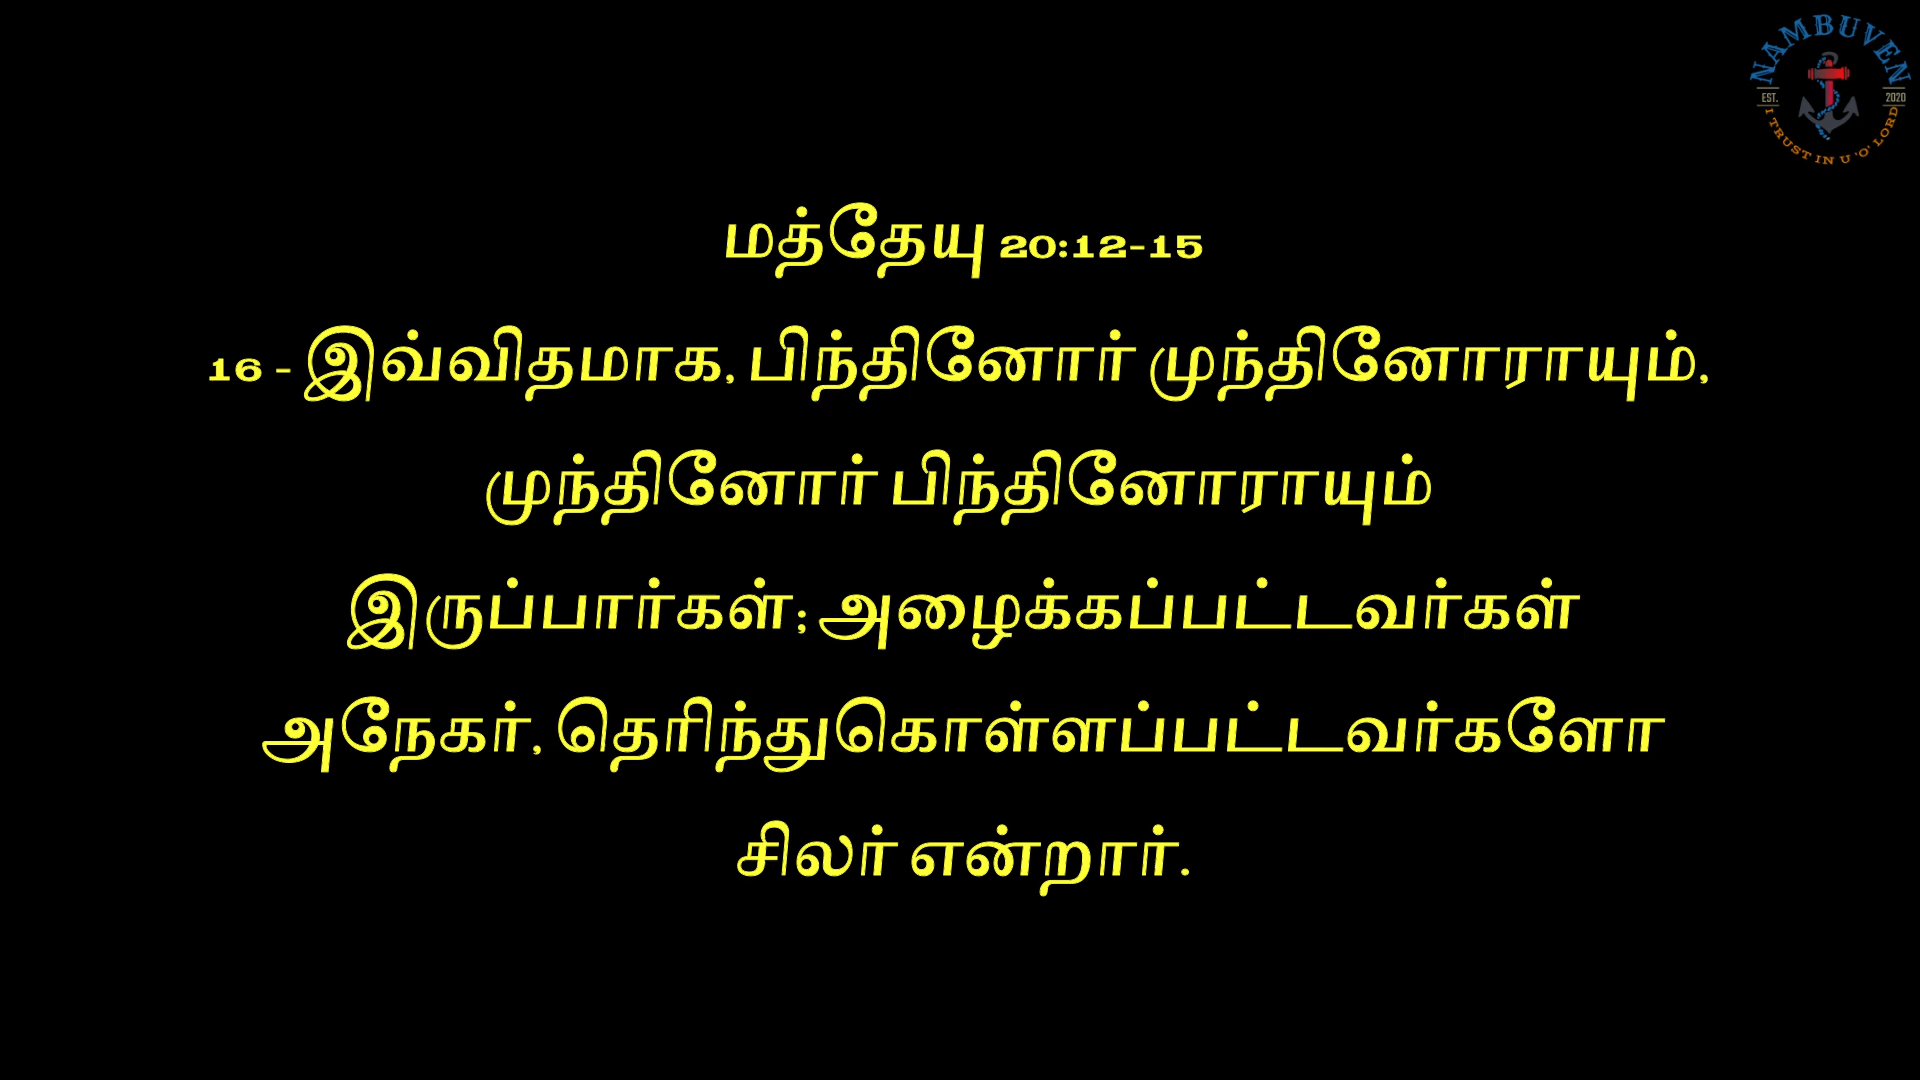 NAMBUVEN
EST. 2020
I TRUST IN U 'O' LORD
மத்தேயு 20:12-15
16 - இவ்விதமாக, பிந்தினோர் முந்தினோராயும்,
முந்தினோர் பிந்தினோராயும்
இருப்பார்கள்; அழைக்கப்பட்டவர்கள்
அநேகர், தெரிந்துகொள்ளப்பட்டவர்களோ
சிலர் என்றார்.